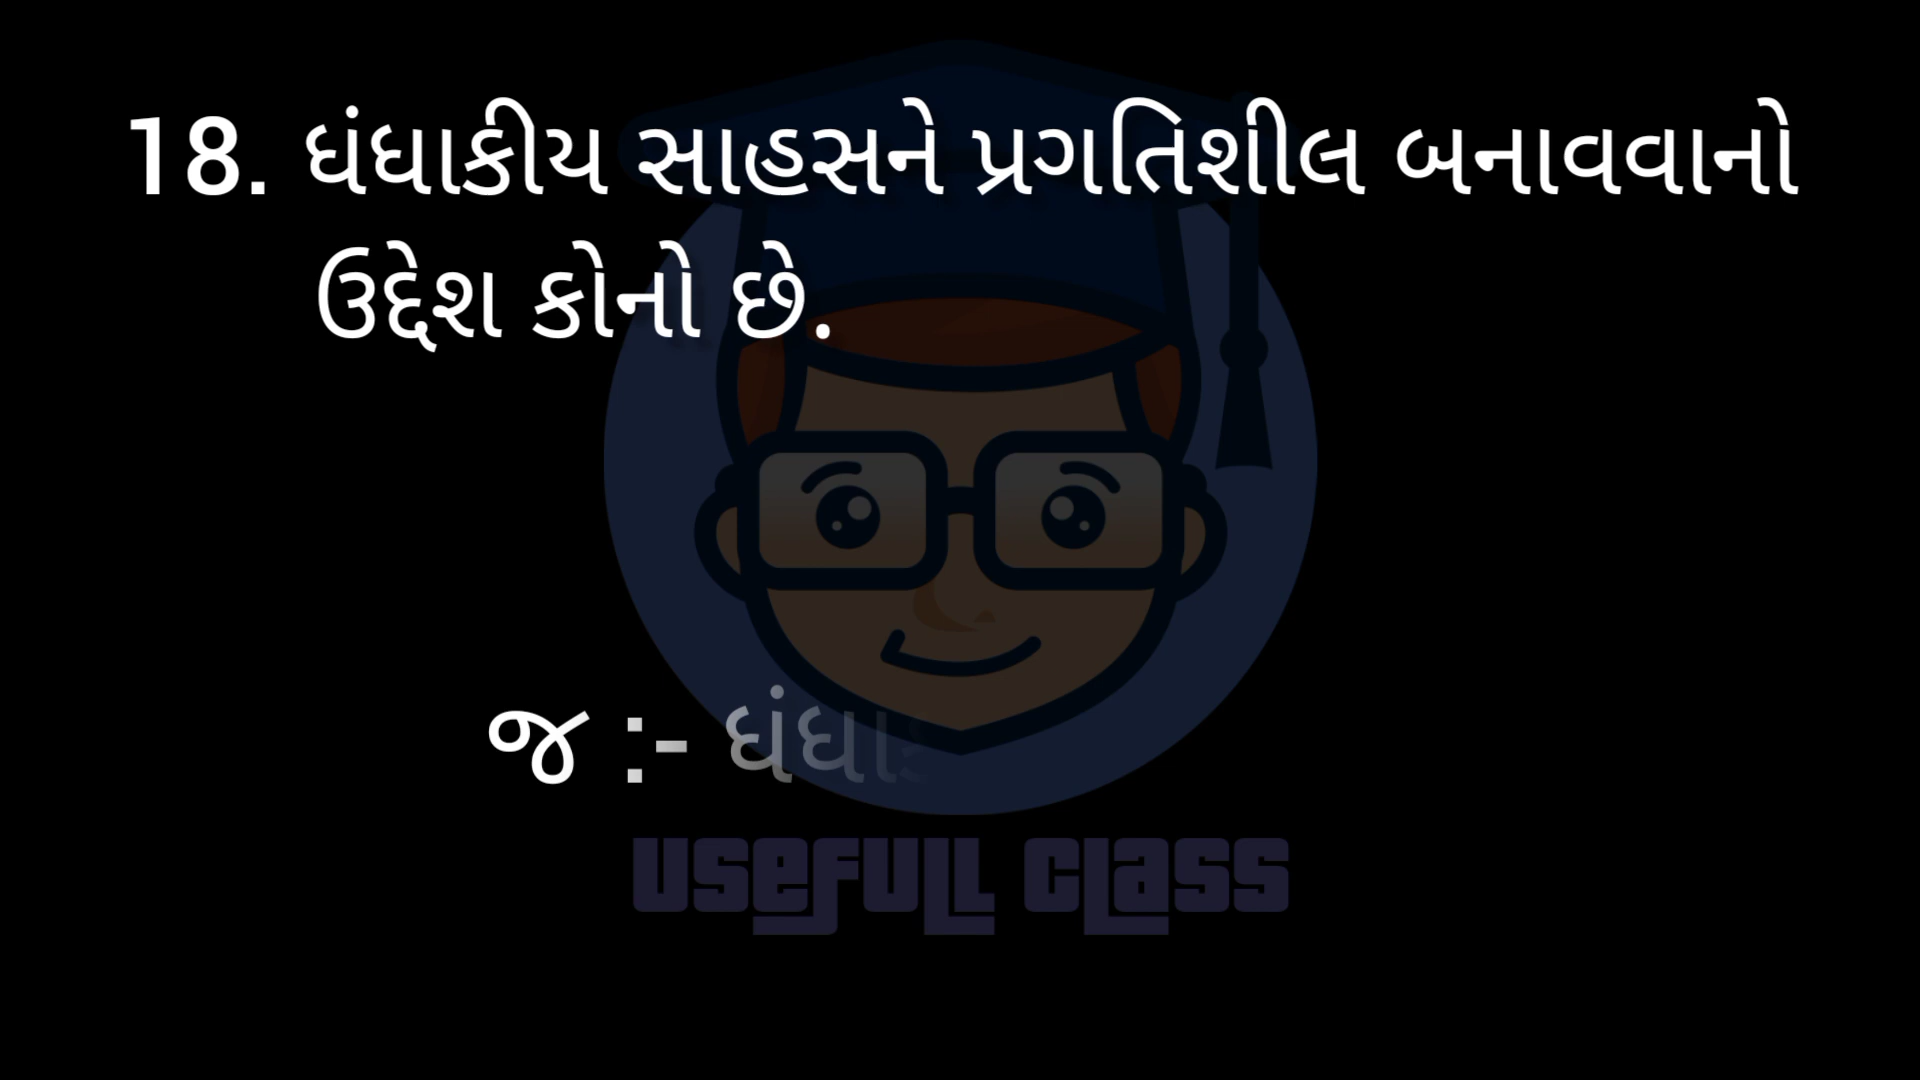 18. ધંધાકીય સાહસને પ્રગતિશીલ બનાવવાનો
ઉદ્દેશ કોનો છે.
જ :-
USEFULL CLASS